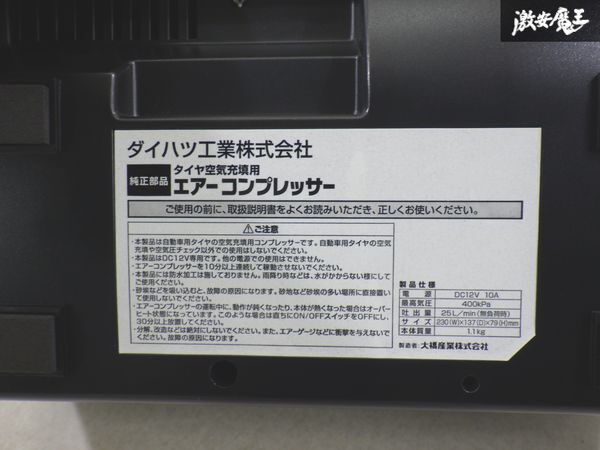 激安魔王
ダイハツ工業株式会社
純正部品
タイヤ空気充填用
エアーコンプレッサー
ご使用の前に、取扱説明書をよくお読みいただき、正しくお使いください。
⚠ご注意
・本製品は自動車用タイヤの空気充填用コンプレッサーです。自動車用タイヤの空気
充填や空気圧チェック以外での使用はしないでください。
・本製品はDC12V専用です。他の電源での使用はできません。
・エアーコンプレッサーを10分以上連続して稼動させないでください。
・本製品には防水加工は施しておりません。雨降り時などは、水がかからない様にして
ご使用ください。
・砂埃などを吸い込むと、故障の原因になります。砂地など砂埃の多い場所に直接置い
て使用しないでください。
・エアーコンプレッサーの運転中に、動作が鈍くなったり、本体が熱くなった場合はオーバー
ヒート状態になっています。このような場合は直ちにON/OFFスイッチをOFFにし、
30分以上放置してください。
・分解、改造などは絶対にしないでください。また、エアーゲージなどに衝撃を与えないで
ください。故障の原因になります。
製品仕様
電源 DC12V 10A
最高気圧 400kPa
吐出量 25L/min(無負荷時)
サイズ 230(W)×137(D)×79(H)mm
本体質量 1.1kg
製造者:大橋産業株式会社